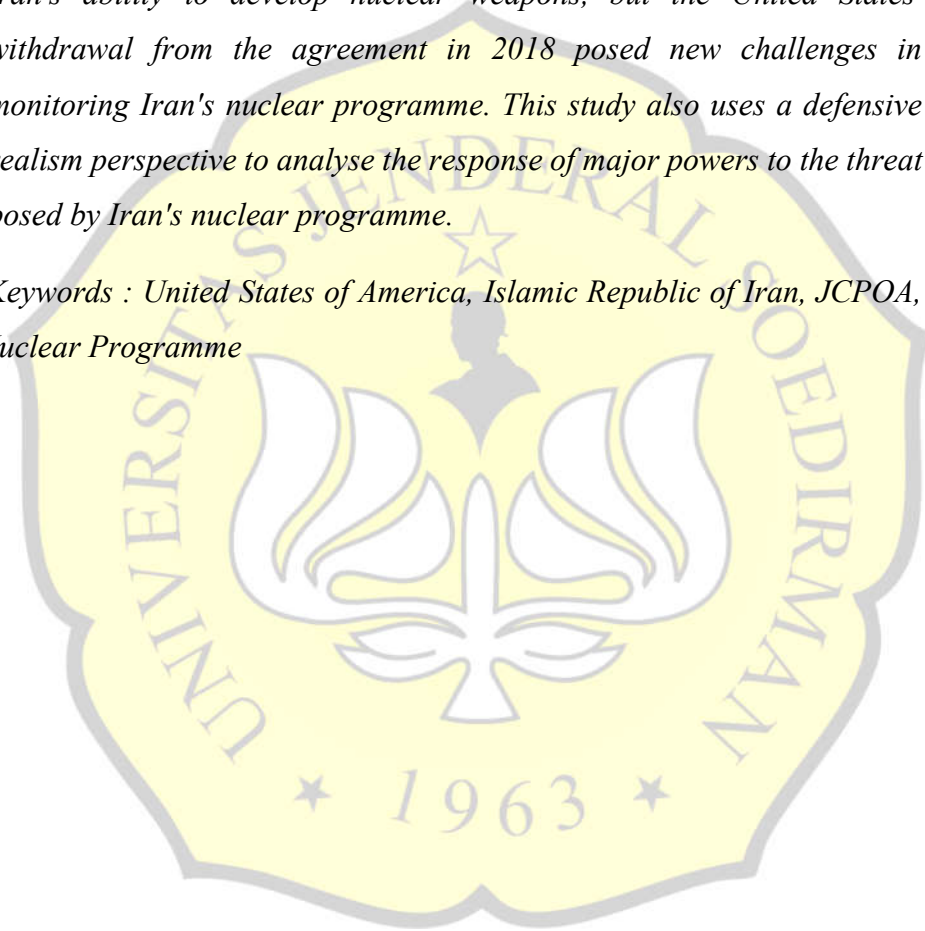 Iran's ability to develop nuclear weapons, but the United States'
withdrawal from the agreement in 2018 posed new challenges in
monitoring Iran's nuclear programme. This study also uses a defensive
realism perspective to analyse the response of major powers to the threat
posed by Iran's nuclear programme.
Keywords : United States of America, Islamic Republic of Iran, JCPOA,
Nuclear Programme
UNIVERSITAS JENDERAL SOEDIRMAN
★ 1963 ★